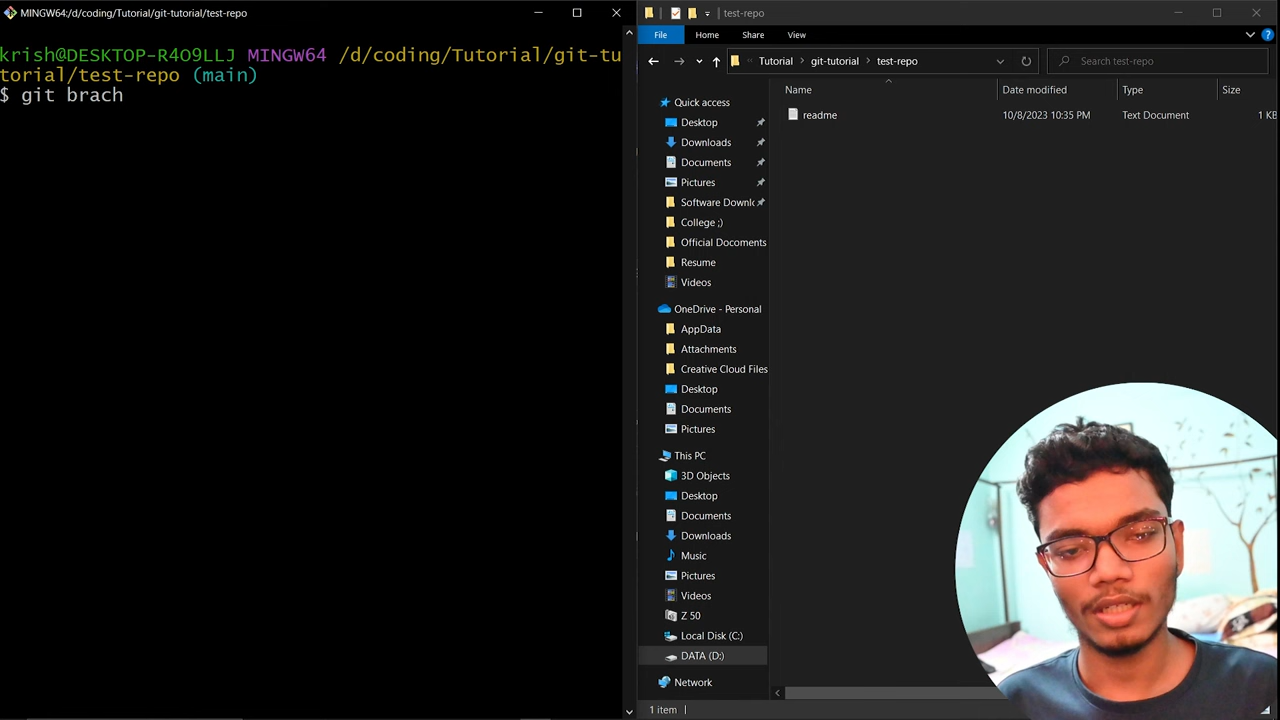 MINGW64:/d/coding/Tutorial/git-tutorial/test-repo
krish@DESKTOP-R4O9LLJ MINGW64 /d/coding/Tutorial/git-tu
torial/test-repo (main)
$ git brach
test-repo
File Home Share View
Tutorial git-tutorial test-repo
Search test-repo
Name Date modified Type Size
readme 10/8/2023 10:35 PM Text Document 1 KB
Quick access
Desktop
Downloads
Documents
Pictures
Software Downlo
College ;)
Official Docoments
Resume
Videos
OneDrive - Personal
AppData
Attachments
Creative Cloud Files
Desktop
Documents
Pictures
This PC
3D Objects
Desktop
Documents
Downloads
Music
Pictures
Videos
Z 50
Local Disk (C:)
DATA (D:)
Network
1 item